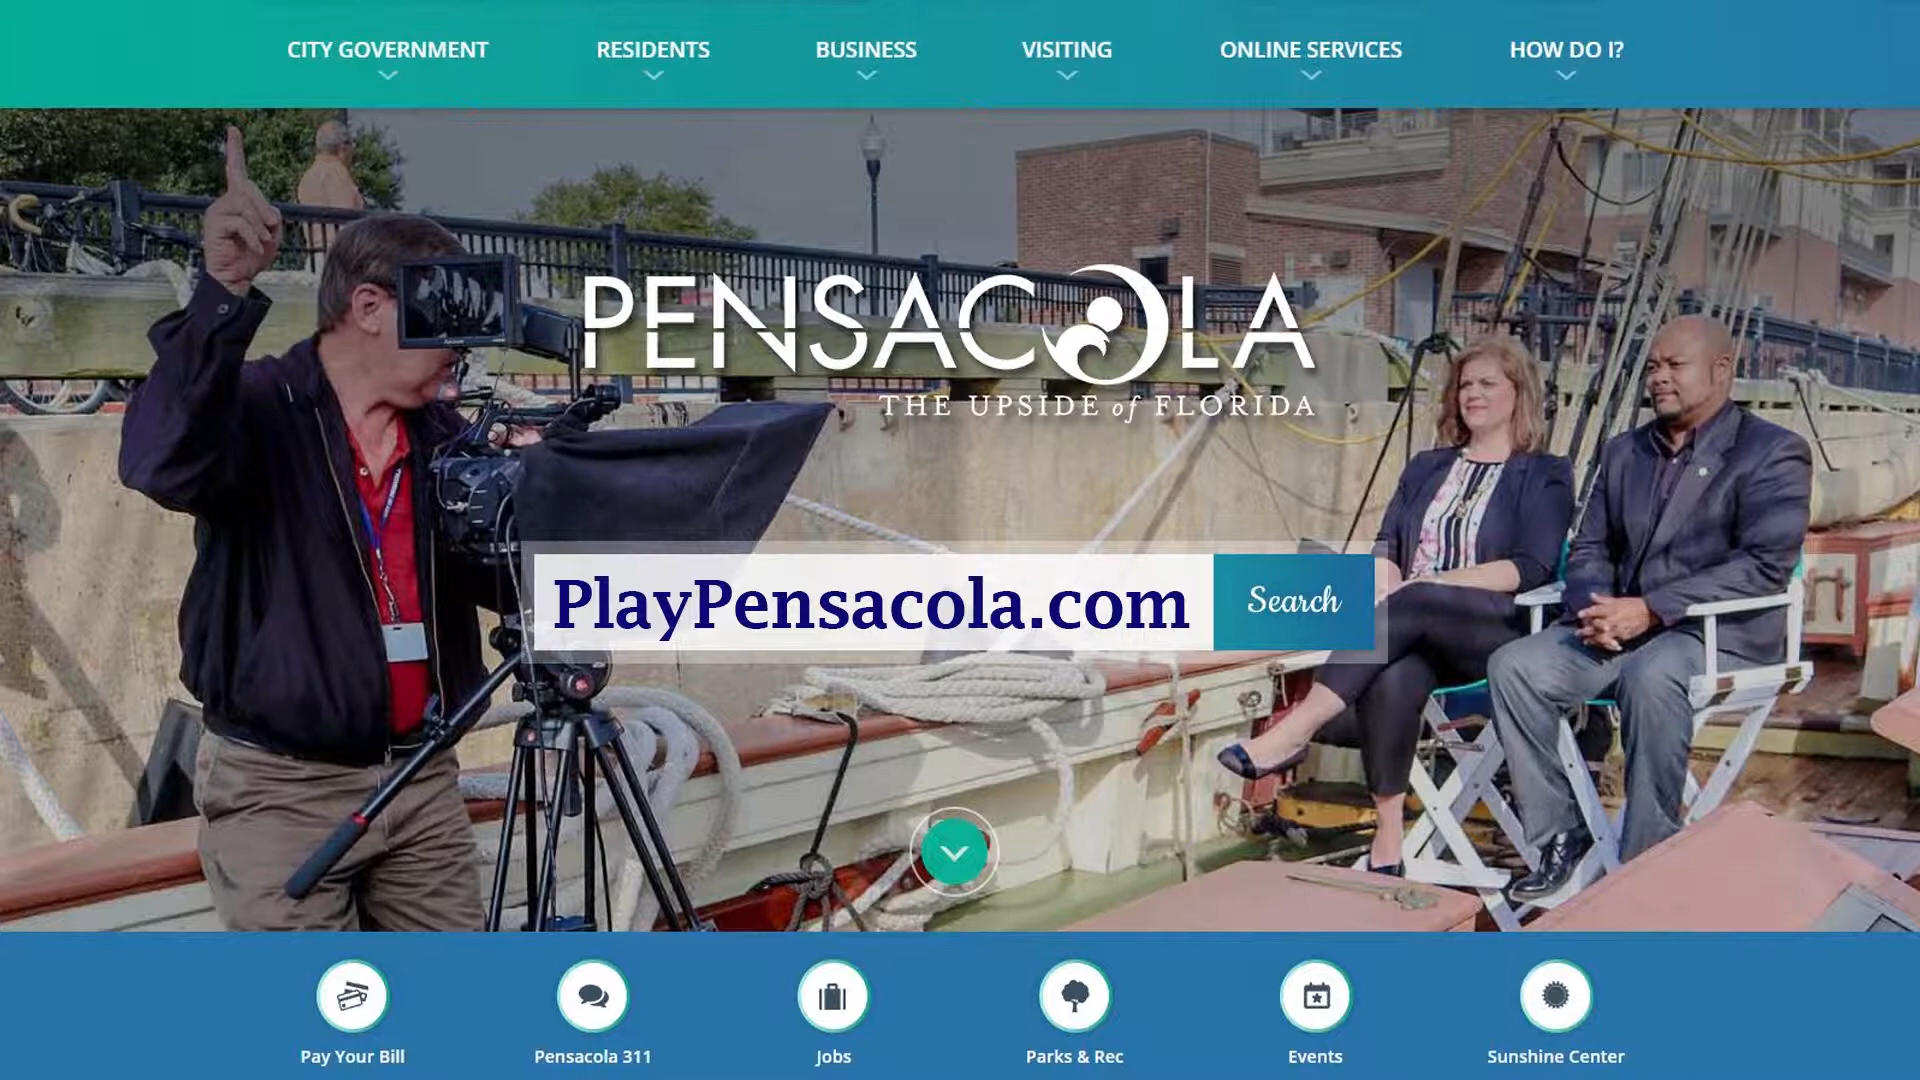 CITY GOVERNMENT
RESIDENTS
BUSINESS
VISITING
ONLINE SERVICES
HOW DO I?
PENSACOLA
THE UPSIDE of FLORIDA
PlayPensacola.com
Search
Pay Your Bill
Pensacola 311
Jobs
Parks & Rec
Events
Sunshine Center